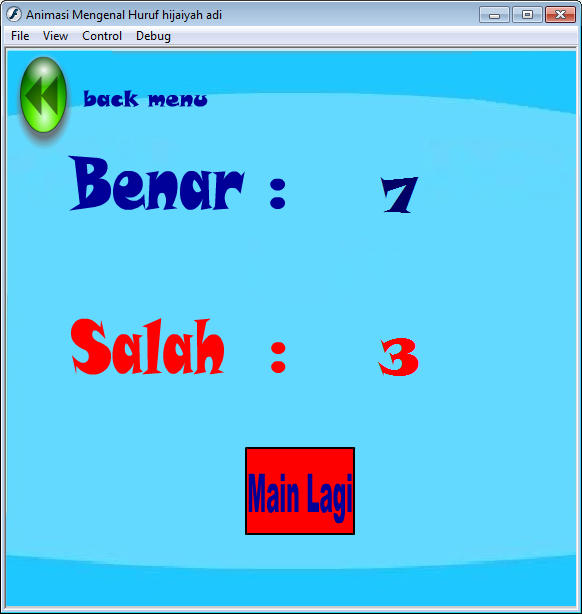 Animasi Mengenal Huruf hijaiyah adi
File View Control Debug
back menu
Benar : 7
Salah : 3
Main Lagi